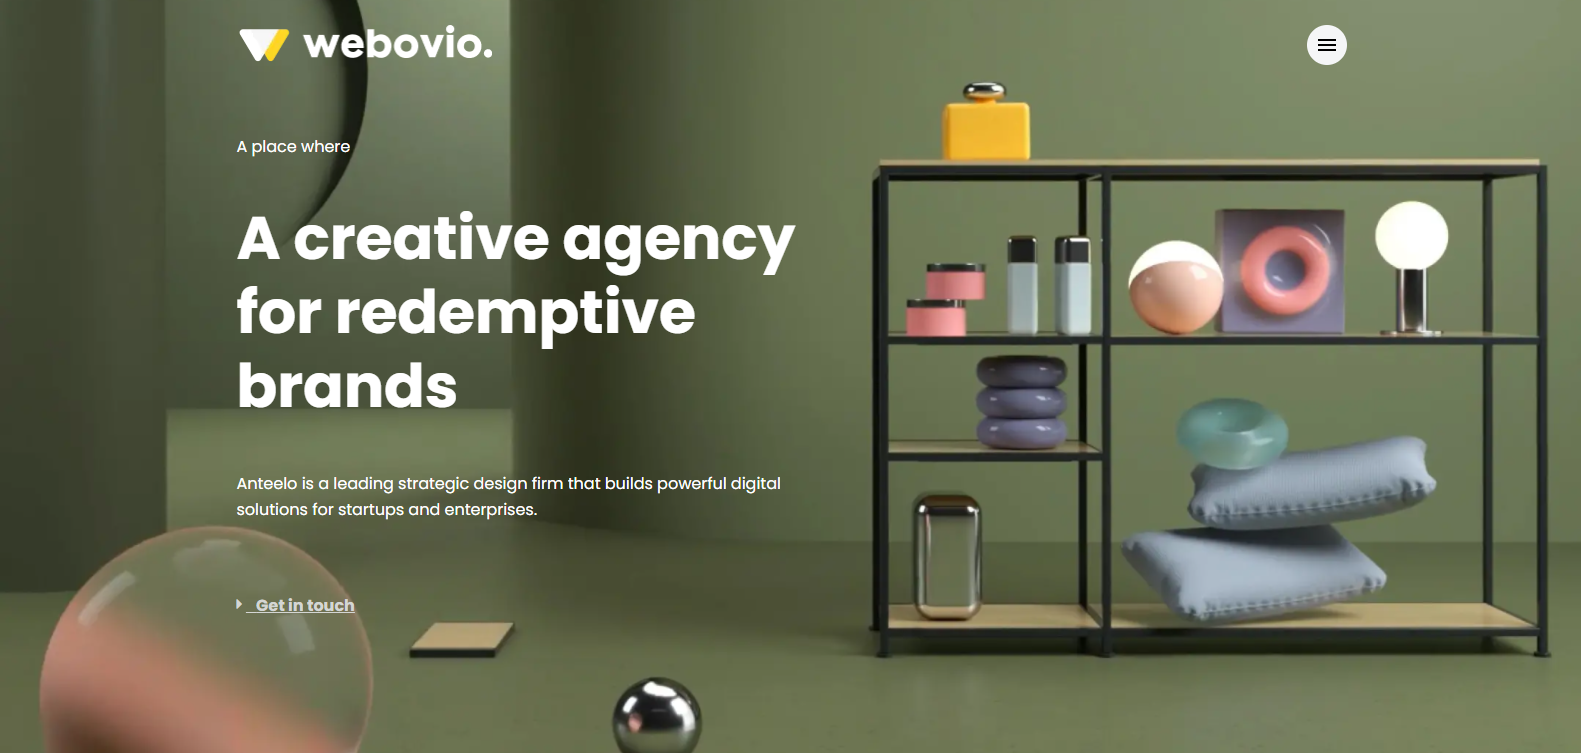 webovio.
A place where
A creative agency
for redemptive
brands
Anteelo is a leading strategic design firm that builds powerful digital
solutions for startups and enterprises.
Get in touch